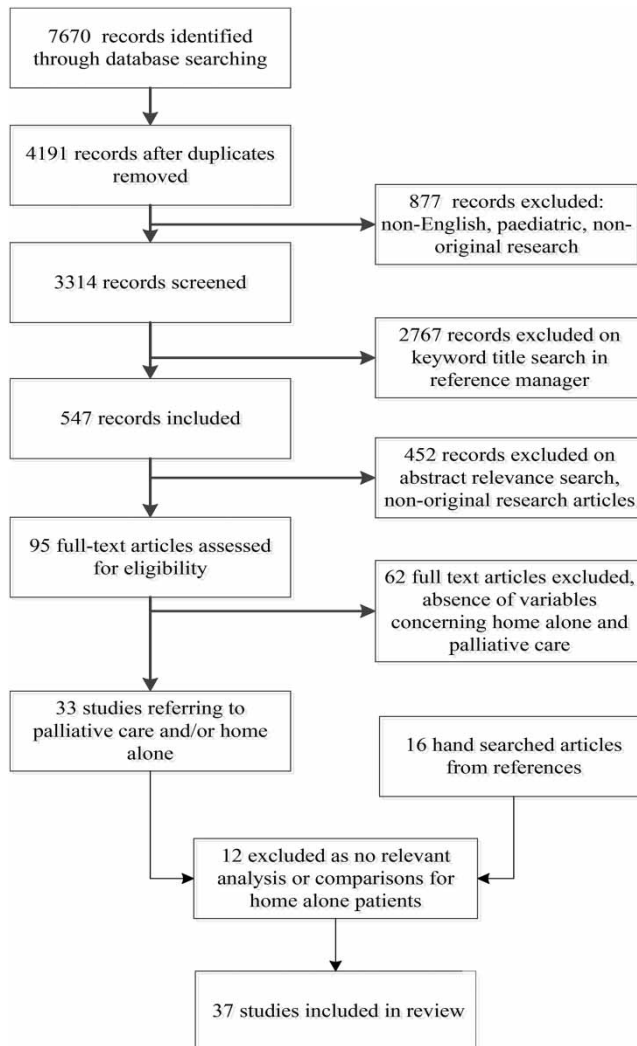 7670 records identified
through database searching
4191 records after duplicates
removed
877 records excluded:
non-English, paediatric, non-
original research
3314 records screened
2767 records excluded on
keyword title search in
reference manager
547 records included
452 records excluded on
abstract relevance search,
non-original research articles
95 full-text articles assessed
for eligibility
62 full text articles excluded,
absence of variables
concerning home alone and
palliative care
33 studies referring to
palliative care and/or home
alone
16 hand searched articles
from references
12 excluded as no relevant
analysis or comparisons for
home alone patients
37 studies included in review